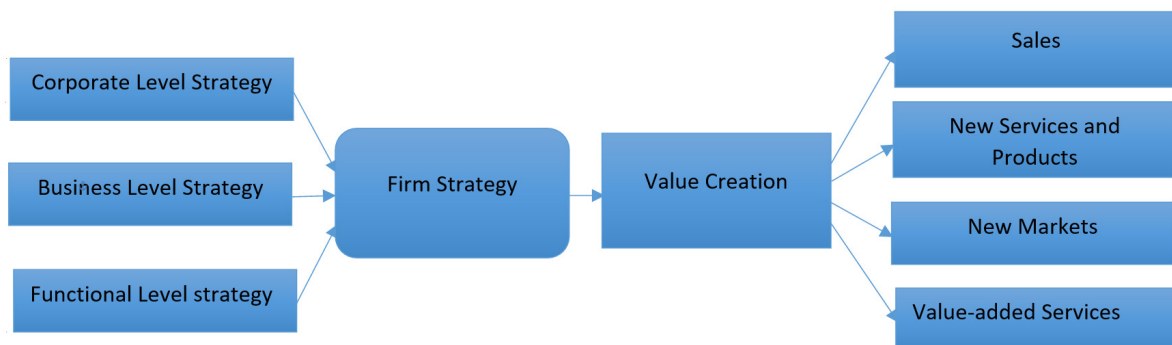 Corporate Level Strategy
Business Level Strategy
Functional Level strategy
Firm Strategy
Value Creation
Sales
New Services and
Products
New Markets
Value-added Services